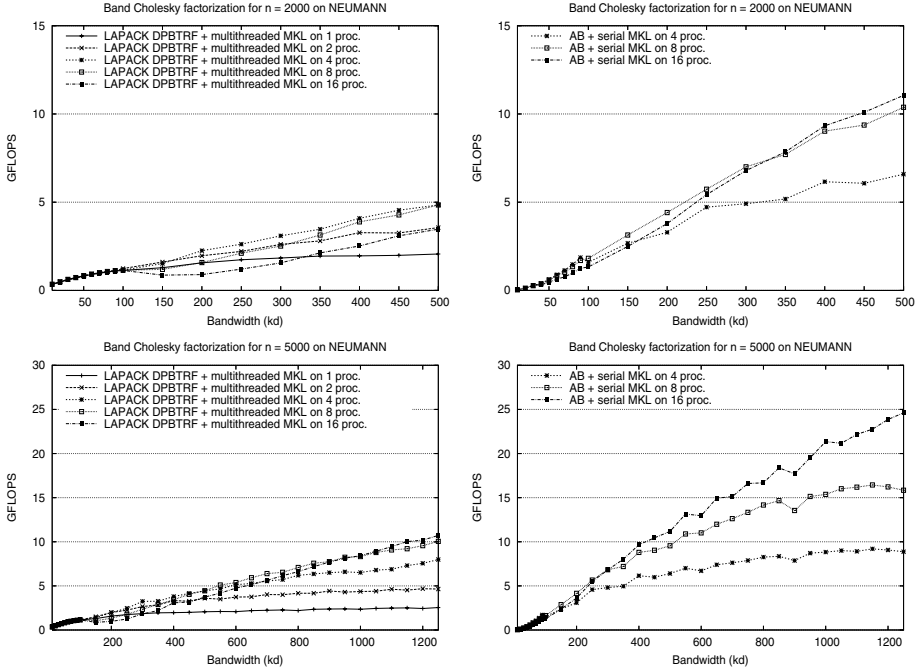 Band Cholesky factorization for n = 2000 on NEUMANN
15
10
5
0
GFLOPS
LAPACK DPBTRF + multithreaded MKL on 1 proc.
LAPACK DPBTRF + multithreaded MKL on 2 proc.
LAPACK DPBTRF + multithreaded MKL on 4 proc.
LAPACK DPBTRF + multithreaded MKL on 8 proc.
LAPACK DPBTRF + multithreaded MKL on 16 proc.
50 100 150 200 250 300 350 400 450 500
Bandwidth (kd)
Band Cholesky factorization for n = 2000 on NEUMANN
15
10
5
0
GFLOPS
AB + serial MKL on 4 proc.
AB + serial MKL on 8 proc.
AB + serial MKL on 16 proc.
50 100 150 200 250 300 350 400 450 500
Bandwidth (kd)
Band Cholesky factorization for n = 5000 on NEUMANN
30
25
20
15
10
5
0
GFLOPS
LAPACK DPBTRF + multithreaded MKL on 1 proc.
LAPACK DPBTRF + multithreaded MKL on 2 proc.
LAPACK DPBTRF + multithreaded MKL on 4 proc.
LAPACK DPBTRF + multithreaded MKL on 8 proc.
LAPACK DPBTRF + multithreaded MKL on 16 proc.
200 400 600 800 1000 1200
Bandwidth (kd)
Band Cholesky factorization for n = 5000 on NEUMANN
30
25
20
15
10
5
0
GFLOPS
AB + serial MKL on 4 proc.
AB + serial MKL on 8 proc.
AB + serial MKL on 16 proc.
200 400 600 800 1000 1200
Bandwidth (kd)